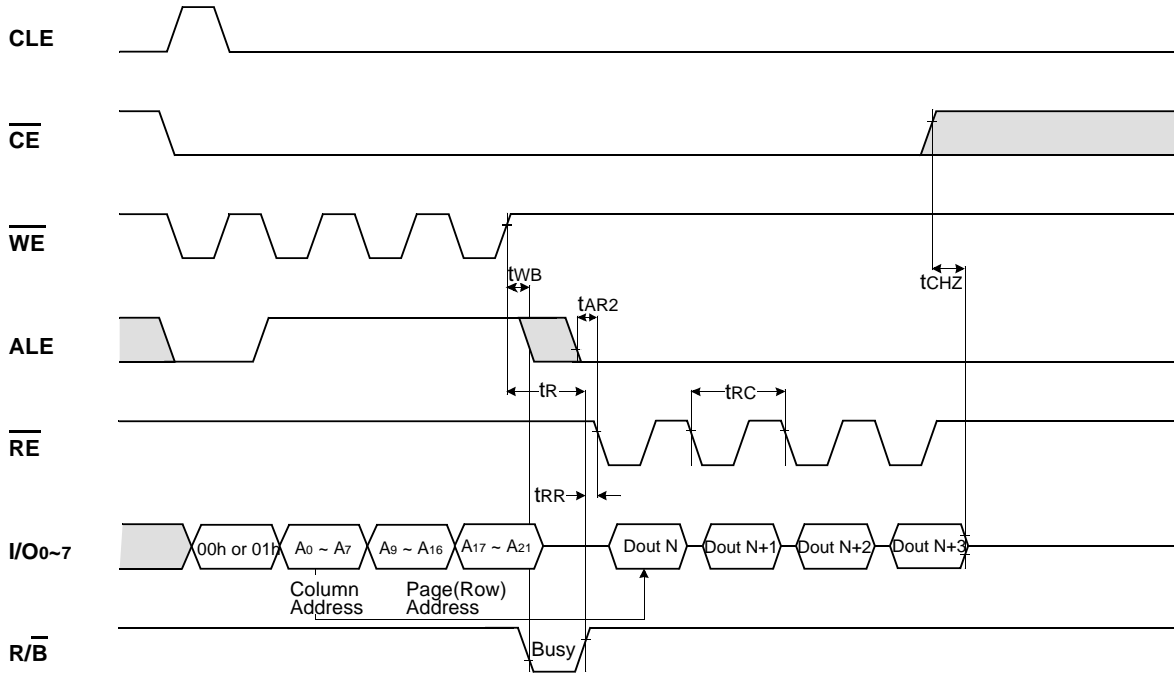 CLE
CE
WE
tWB
tCHZ
tAR2
ALE
tR
tRC
RE
tRR
I/O0~7
00h or 01h
A0 ~ A7
A9 ~ A16
A17 ~ A21
Dout N
Dout N+1
Dout N+2
Dout N+3
Column
Address
Page(Row)
Address
R/B
Busy